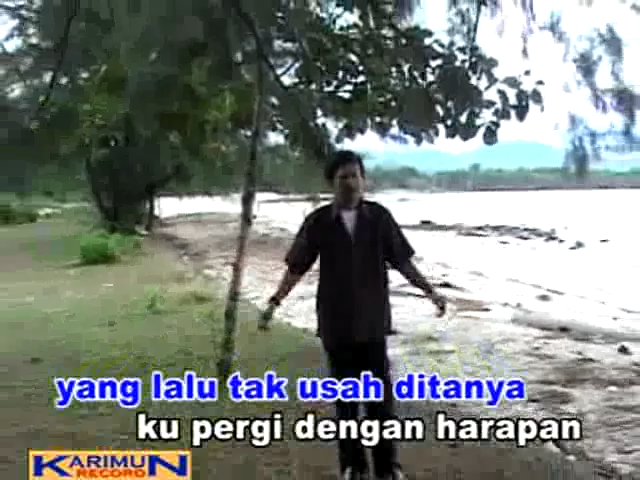 yang lalu tak usah ditanya
ku pergi dengan harapan
KARIMUN
RECORD